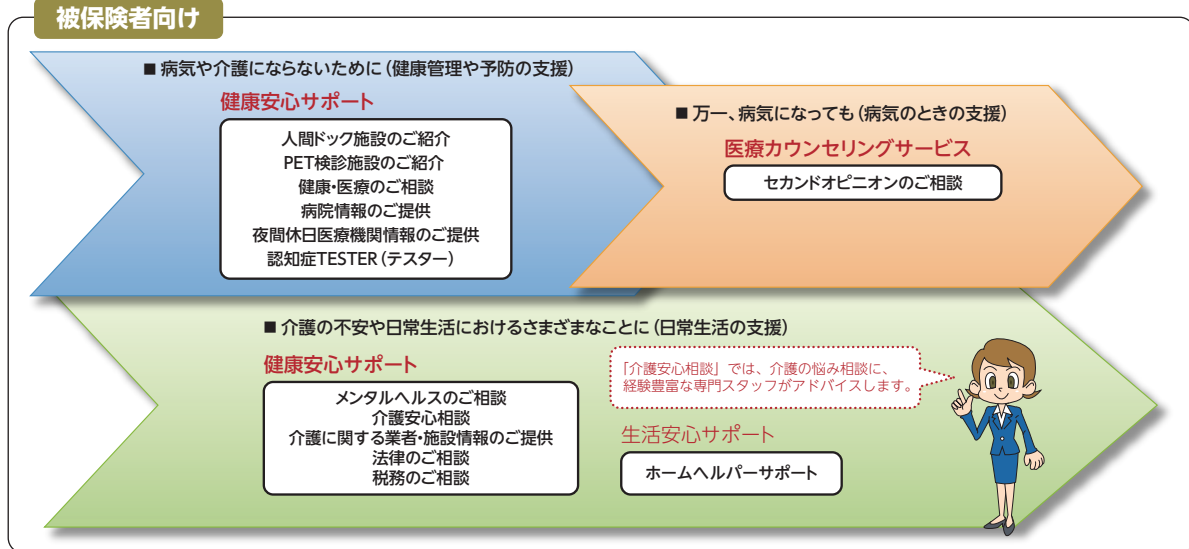 被保険者向け
■ 病気や介護にならないために(健康管理や予防の支援)
健康安心サポート
人間ドック施設のご紹介
PET検診施設のご紹介
健康・医療のご相談
病院情報のご提供
夜間休日医療機関情報のご提供
認知症TESTER(テスター)
■ 万一、病気になっても(病気のときの支援)
医療カウンセリングサービス
セカンドオピニオンのご相談
■ 介護の不安や日常生活におけるさまざまなことに(日常生活の支援)
健康安心サポート
メンタルヘルスのご相談
介護安心相談
介護に関する業者・施設情報のご提供
法律のご相談
税務のご相談
「介護安心相談」では、介護の悩み相談に、
経験豊富な専門スタッフがアドバイスします。
生活安心サポート
ホームヘルパーサポート